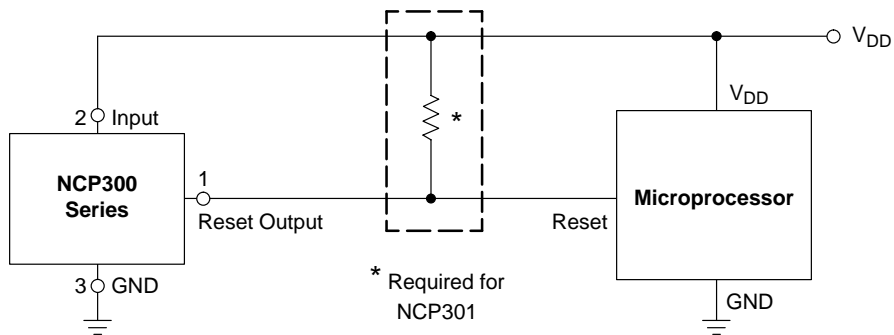 V_DD
V_DD
2 Input
*
NCP300
Series
1
Reset Output
Reset
Microprocessor
3 GND
* Required for
NCP301
GND